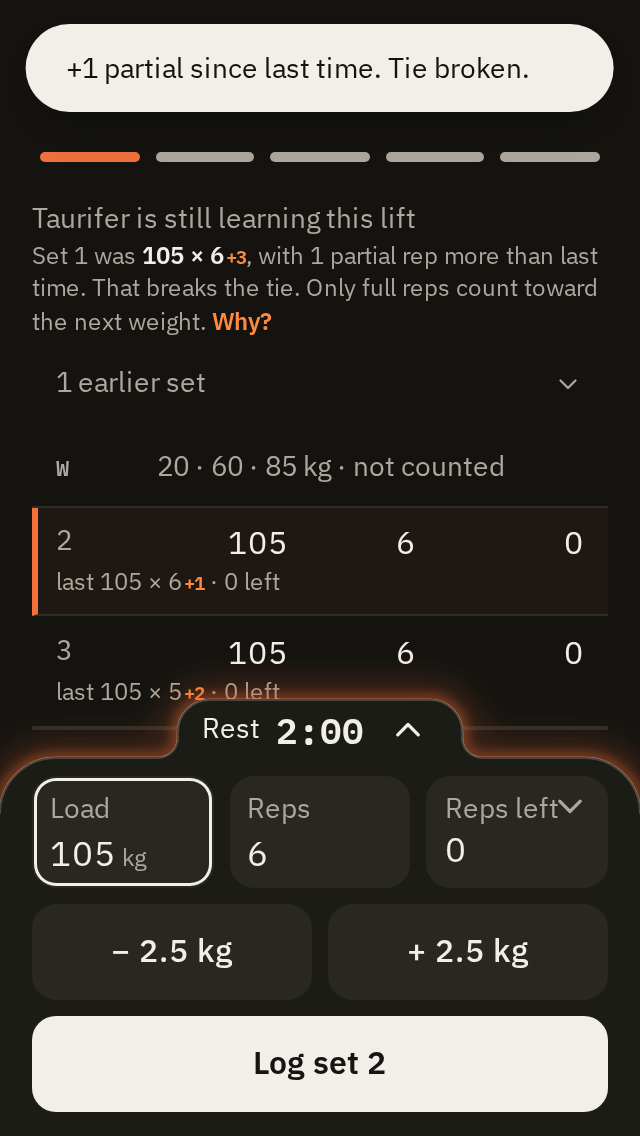 +1 partial since last time. Tie broken.
Taurifer is still learning this lift
Set 1 was 105 × 6 +3, with 1 partial rep more than last
time. That breaks the tie. Only full reps count toward
the next weight. Why?
1 earlier set
W 20 · 60 · 85 kg · not counted
2 105 6 0
last 105 × 6 +1 · 0 left
3 105 6 0
last 105 × 5 +2 · 0 left
Rest 2:00
Load Reps Reps left
105 kg 6 0
− 2.5 kg + 2.5 kg
Log set 2